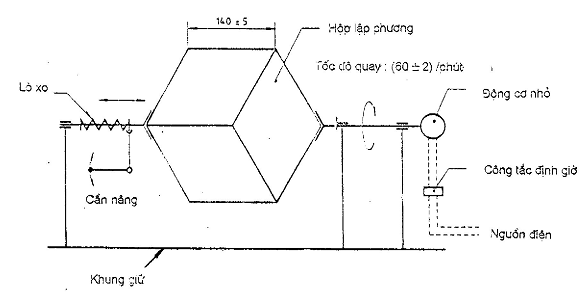 140 ± 5
Hộp lập phương
Tốc độ quay : (60 ± 2) /phút
Lò xo
Động cơ nhỏ
Cần nâng
Công tắc định giờ
Nguồn điện
Khung giữ